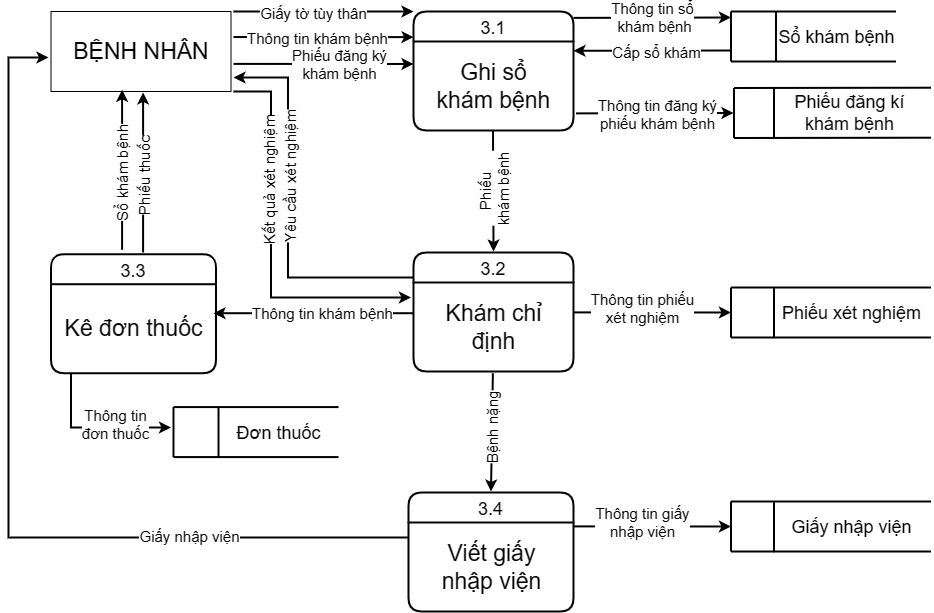 BỆNH NHÂN
Giấy tờ tùy thân
Thông tin khám bệnh
Phiếu đăng ký
khám bệnh
3.1
Ghi sổ
khám bệnh
Thông tin sổ
khám bệnh
Cấp sổ khám
Sổ khám bệnh
Thông tin đăng ký
phiếu khám bệnh
Phiếu đăng kí
khám bệnh
Sổ khám bệnh
Phiếu thuốc
Kết quả xét nghiệm
Yêu cầu xét nghiệm
Phiếu
khám bệnh
3.3
Kê đơn thuốc
Thông tin khám bệnh
3.2
Khám chỉ
định
Thông tin phiếu
xét nghiệm
Phiếu xét nghiệm
Thông tin
đơn thuốc
Đơn thuốc
Bệnh nặng
Giấy nhập viện
3.4
Viết giấy
nhập viện
Thông tin giấy
nhập viện
Giấy nhập viện